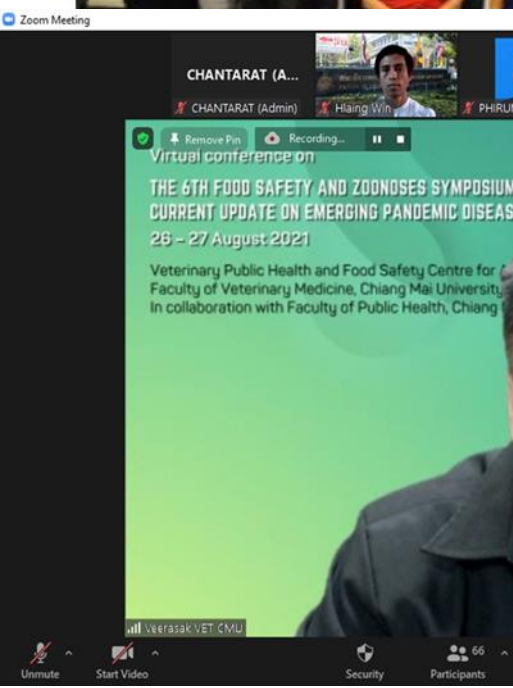 Zoom Meeting
CHANTARAT (A...
CHANTARAT (Admin)
Hlaing Win
PHIRUN
Remove Pin
Recording...
Virtual conference on
THE 6TH FOOD SAFETY AND ZOONOSES SYMPOSIUM
CURRENT UPDATE ON EMERGING PANDEMIC DISEAS
26 – 27 August 2021
Veterinary Public Health and Food Safety Centre for
Faculty of Veterinary Medicine, Chiang Mai University
In collaboration with Faculty of Public Health, Chiang
Veerasak VET CMU
66
Unmute
Start Video
Security
Participants